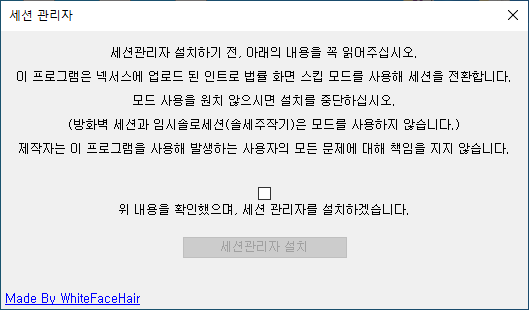 세션 관리자
세션관리자 설치하기 전, 아래의 내용을 꼭 읽어주십시오.
이 프로그램은 넥서스에 업로드 된 인트로 법률 화면 스킵 모드를 사용해 세션을 전환합니다.
모드 사용을 원치 않으시면 설치를 중단하십시오.
(방화벽 세션과 임시솔로세션(솔세주작기)은 모드를 사용하지 않습니다.)
제작자는 이 프로그램을 사용해 발생하는 사용자의 모든 문제에 대해 책임을 지지 않습니다.
위 내용을 확인했으며, 세션 관리자를 설치하겠습니다.
세션관리자 설치
Made By WhiteFaceHair